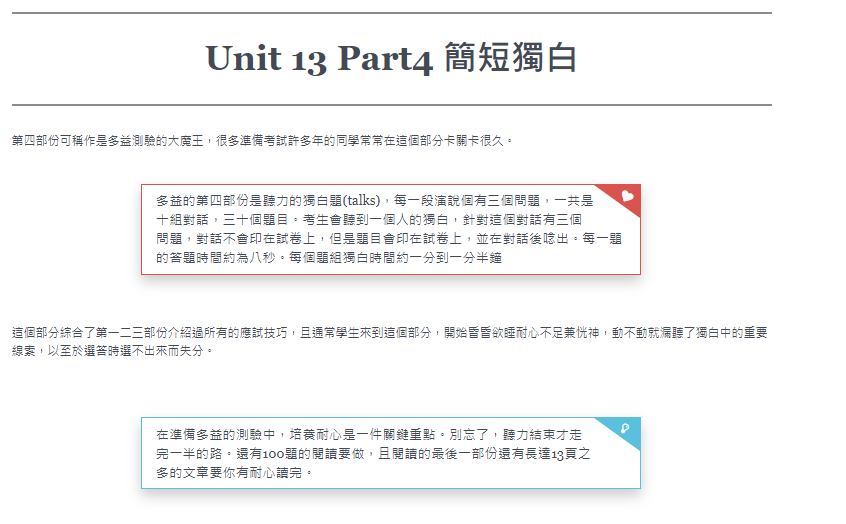 Unit 13 Part4 簡短獨白
第四部份可稱作是多益測驗的大魔王，很多準備考試許多年的同學常常在這個部分卡關卡很久。
多益的第四部份是聽力的獨白題(talks)，每一段演說個有三個問題，一共是
十組對話，三十個題目。考生會聽到一個人的獨白，針對這個對話有三個
問題，對話不會印在試卷上，但是題目會印在試卷上，並在對話後唸出。每一題
的答題時間約為八秒。每個題組獨白時間約一分到一分半鐘
這個部分綜合了第一二三部份介紹過所有的應試技巧，且通常學生來到這個部分，開始昏昏欲睡耐心不足兼恍神，動不動就漏聽了獨白中的重要
線素，以至於選答時選不出來而失分。
在準備多益的測驗中，培養耐心是一件關鍵重點。別忘了，聽力結束才走
完一半的路。還有100題的閱讀要做，且閱讀的最後一部份還有長達13頁之
多的文章要你有耐心讀完。